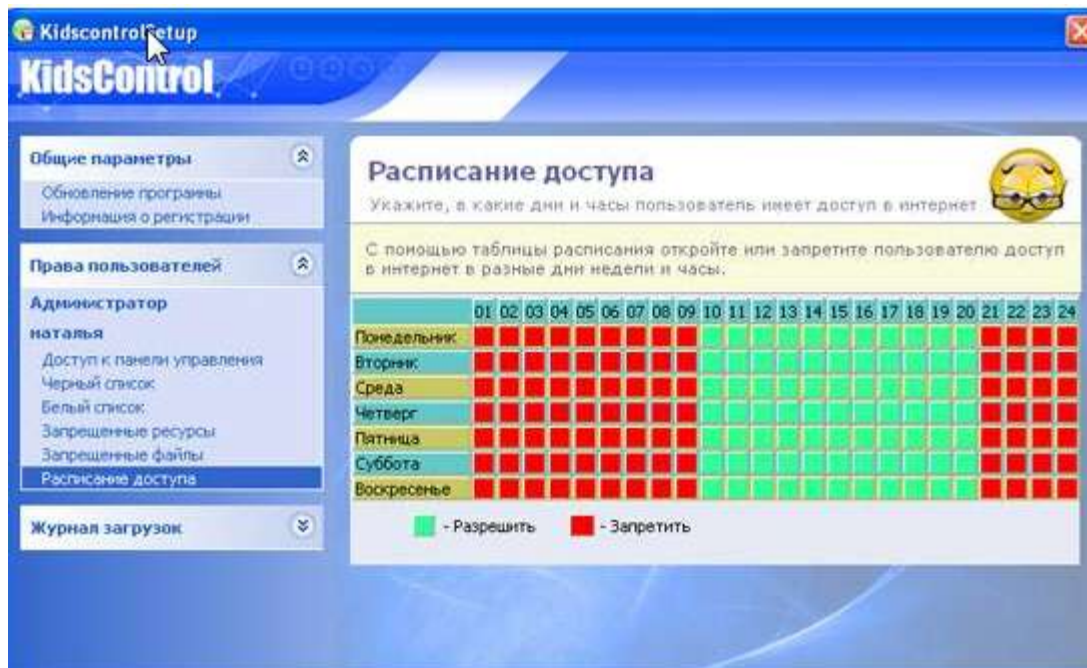 KidscontrolSetup
KidsControl
Общие параметры
Обновление программы
Информация о регистрации
Права пользователей
Администратор
наталья
Доступ к панели управления
Черный список
Белый список
Запрещенные ресурсы
Запрещенные файлы
Расписание доступа
Журнал загрузок
Расписание доступа
Укажите, в какие дни и часы пользователь имеет доступ в интернет
С помощью таблицы расписания откройте или запретите пользователю доступ
в интернет в разные дни недели и часы.
01 02 03 04 05 06 07 08 09 10 11 12 13 14 15 16 17 18 19 20 21 22 23 24
Понедельник
Вторник
Среда
Четверг
Пятница
Суббота
Воскресенье
- Разрешить - Запретить